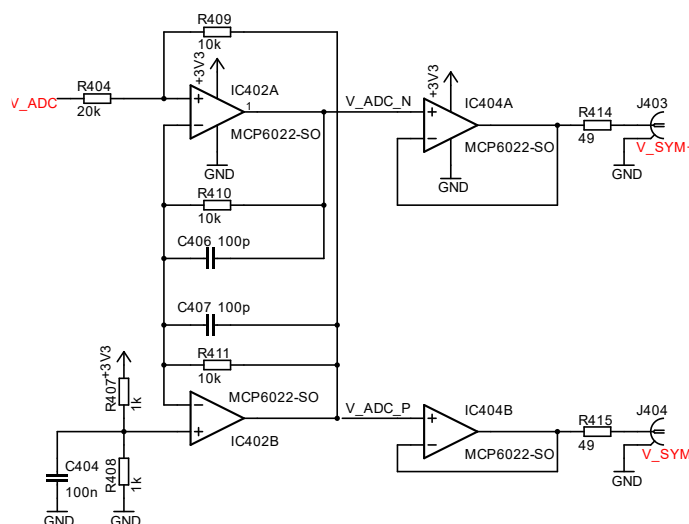 R409
10k
+3V3
IC402A
V_ADC
R404
20k
1
MCP6022-SO
GND
V_ADC_N
+3V3
IC404A
MCP6022-SO
GND
R414
49
J403
V_SYM+
GND
R410
10k
C406 100p
C407 100p
R411
10k
MCP6022-SO
IC402B
+3V3
R407
1k
C404
100n
R408
1k
GND
GND
V_ADC_P
IC404B
MCP6022-SO
R415
49
J404
V_SYM
GND